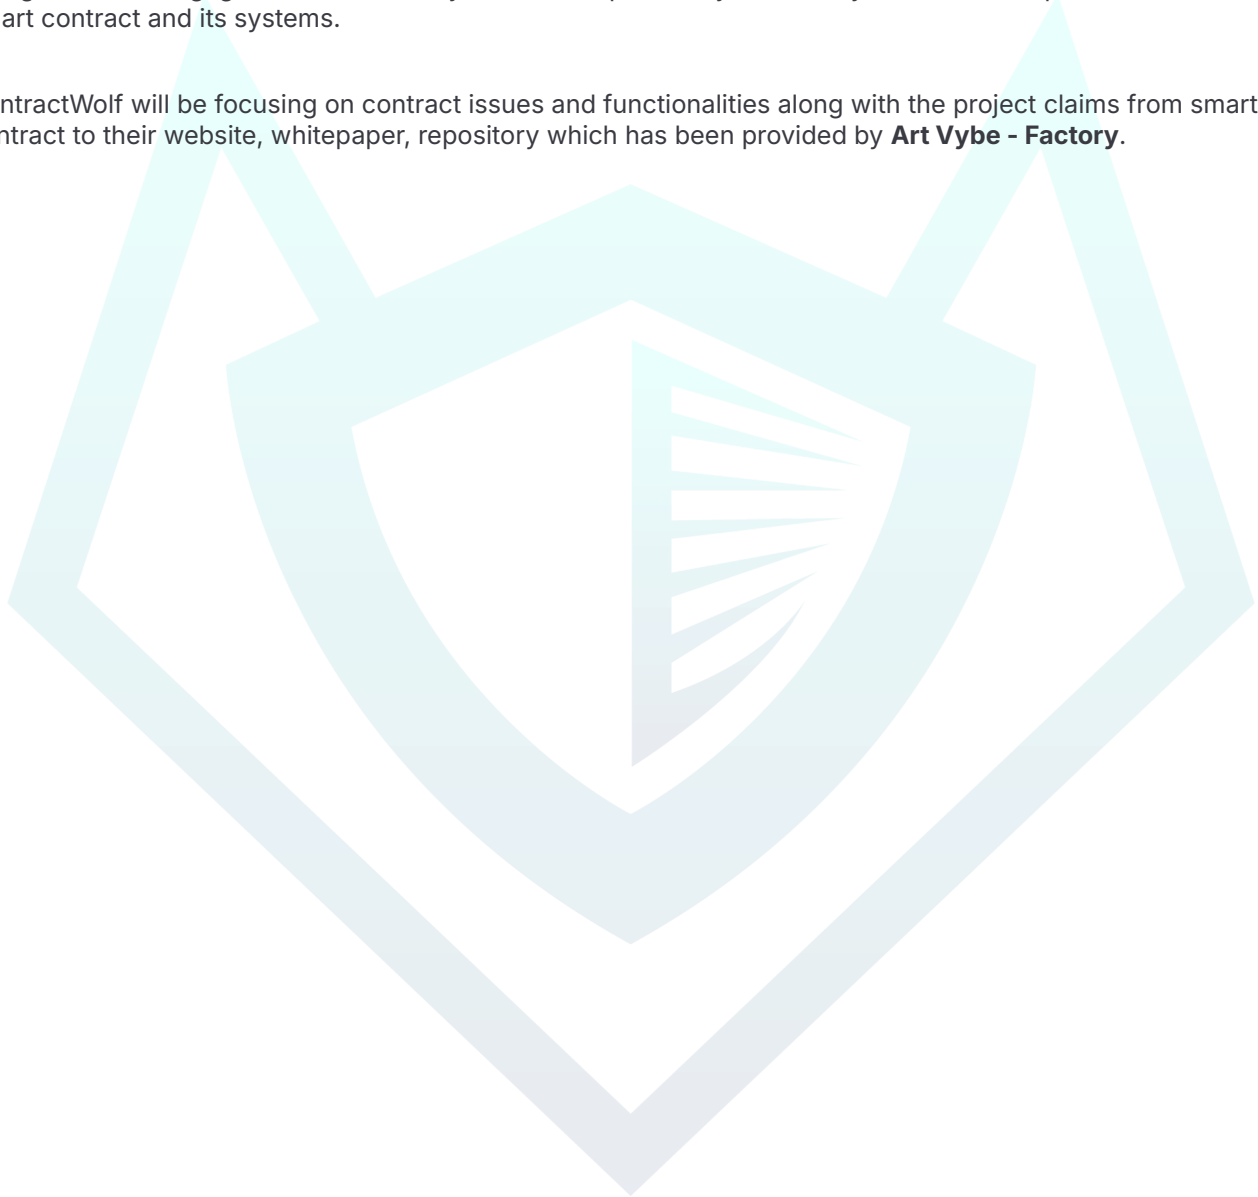 art contract and its systems.
ntractWolf will be focusing on contract issues and functionalities along with the project claims from smart
ntract to their website, whitepaper, repository which has been provided by Art Vybe - Factory.